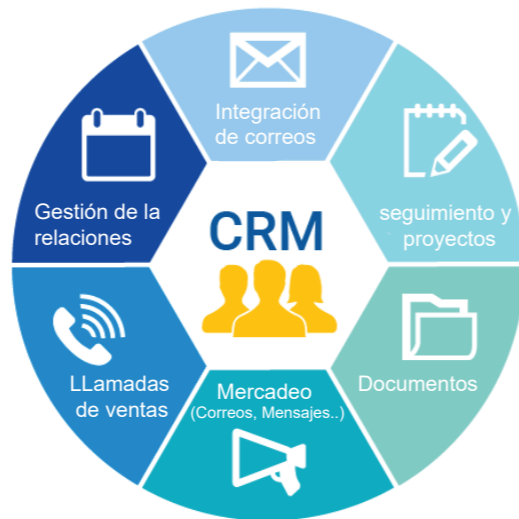 Integración
de correos
seguimiento y
proyectos
Documentos
Mercadeo
(Correos, Mensajes..)
LLamadas
de ventas
Gestión de la
relaciones
CRM